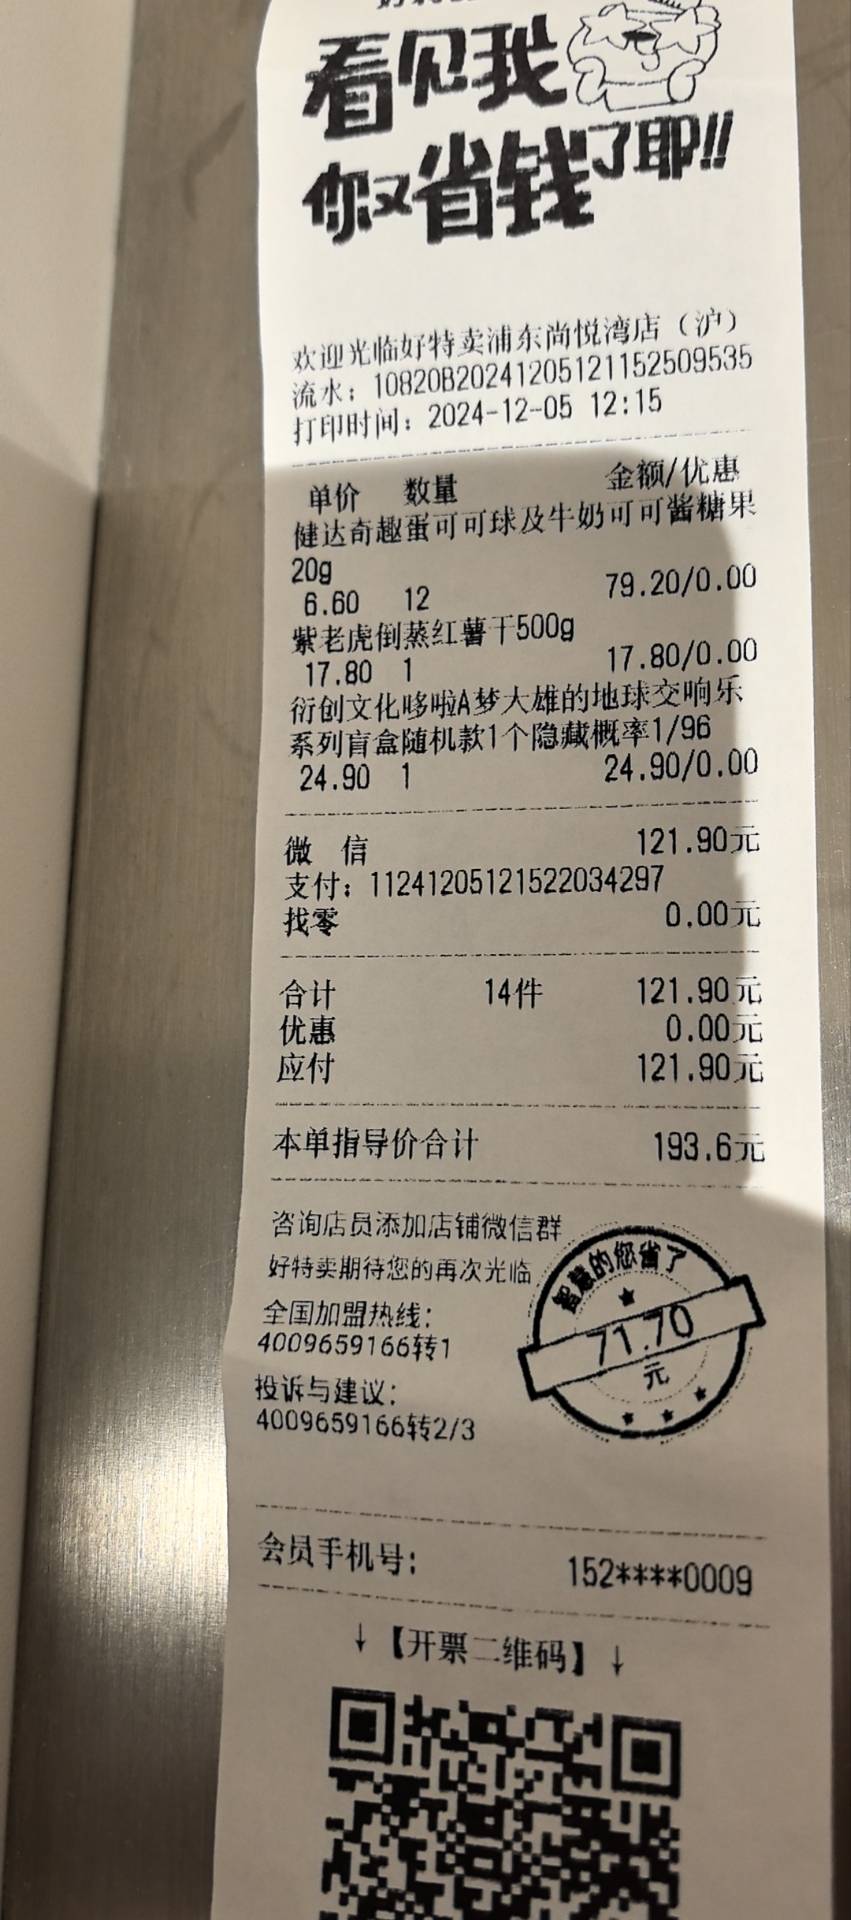 看见我
你又省钱了耶!!
欢迎光临好特卖浦东尚悦湾店（沪）
流水：10820B202412051211525​09535
打印时间：2024-12-05 12:15
单价 数量 金额/优惠
健达奇趣蛋可可球及牛奶可可酱糖果
20g
6.60 12 79.20/0.00
紫老虎倒蒸红薯干500g
17.80 1 17.80/0.00
衍创文化哆啦A梦大雄的地球交响乐
系列盲盒随机款1个隐藏概率1/96
24.90 1 24.90/0.00
微 信 121.90元
支付：11241205121522034297
找零 0.00元
合计 14件 121.90元
优惠 0.00元
应付 121.90元
本单指导价合计 193.6元
咨询店员添加店铺微信群
好特卖期待您的再次光临
全国加盟热线：
4009659166转1
投诉与建议：
4009659166转2/3
智慧的您省了
71.70
元
会员手机号： 152****0009
↓【开票二维码】↓